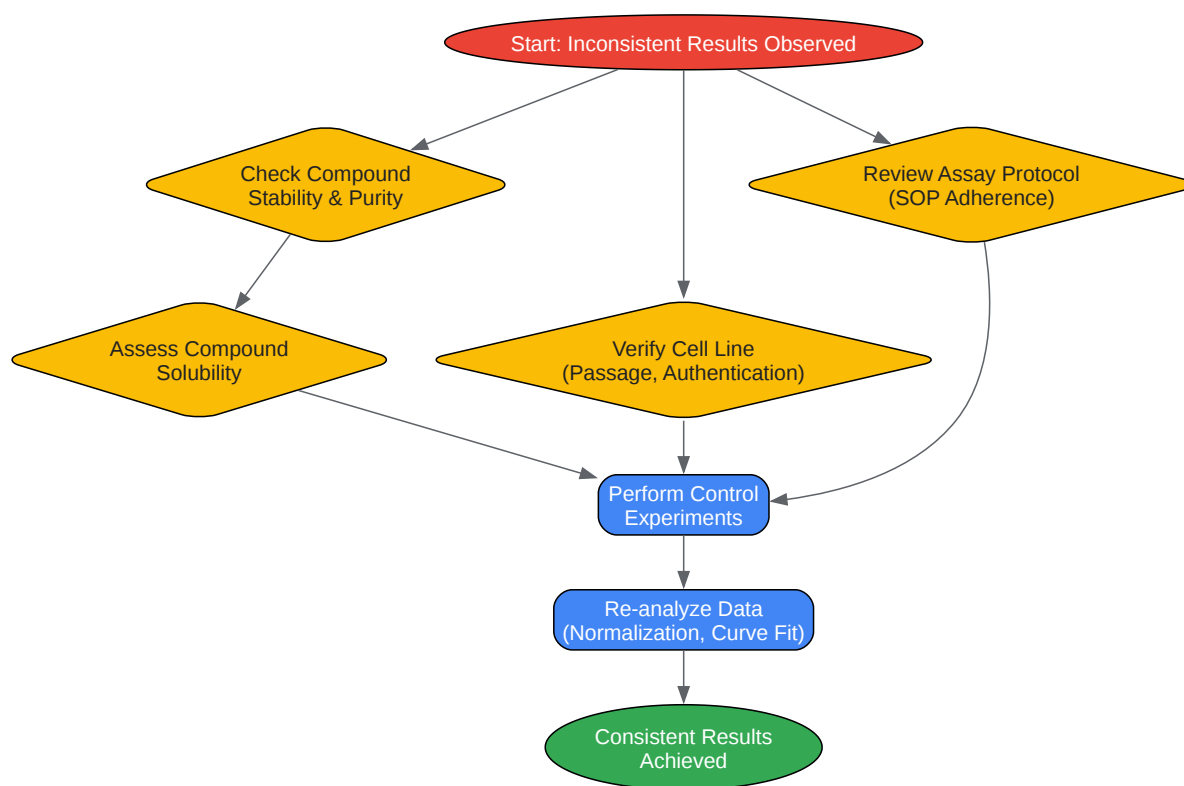 Start: Inconsistent Results Observed
Check Compound
Stability & Purity
Review Assay Protocol
(SOP Adherence)
Assess Compound
Solubility
Verify Cell Line
(Passage, Authentication)
Perform Control
Experiments
Re-analyze Data
(Normalization, Curve Fit)
Consistent Results
Achieved